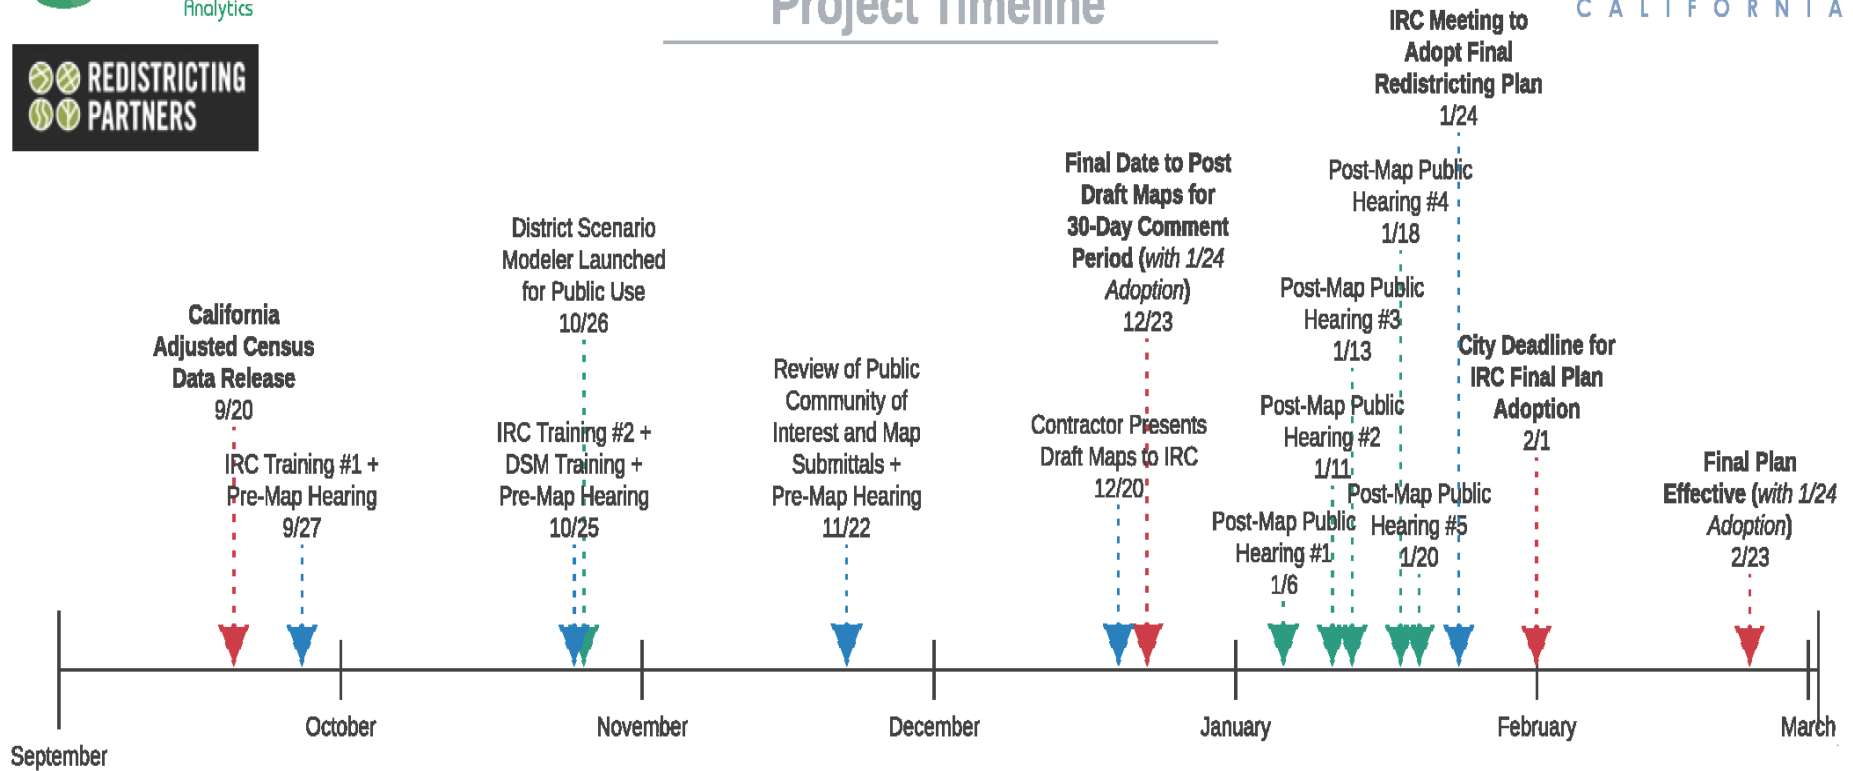 Analytics
Project Timeline
CALIFORNIA
REDISTRICTING
PARTNERS
IRC Meeting to
Adopt Final
Redistricting Plan
1/24
Final Date to Post
Draft Maps for
30-Day Comment
Period (with 1/24
Adoption)
12/23
Post-Map Public
Hearing #4
1/18
District Scenario
Modeler Launched
for Public Use
10/26
Post-Map Public
Hearing #3
1/13
California
Adjusted Census
Data Release
9/20
City Deadline for
IRC Final Plan
Adoption
2/1
Review of Public
Community of
Interest and Map
Submittals +
Pre-Map Hearing
11/22
Post-Map Public
Hearing #2
1/11
Contractor Presents
Draft Maps to IRC
12/20
IRC Training #1 +
Pre-Map Hearing
9/27
IRC Training #2 +
DSM Training +
Pre-Map Hearing
10/25
Final Plan
Effective (with 1/24
Adoption)
2/23
Post-Map Public
Hearing #5
1/20
Post-Map Public
Hearing #1
1/6
September
October
November
December
January
February
March